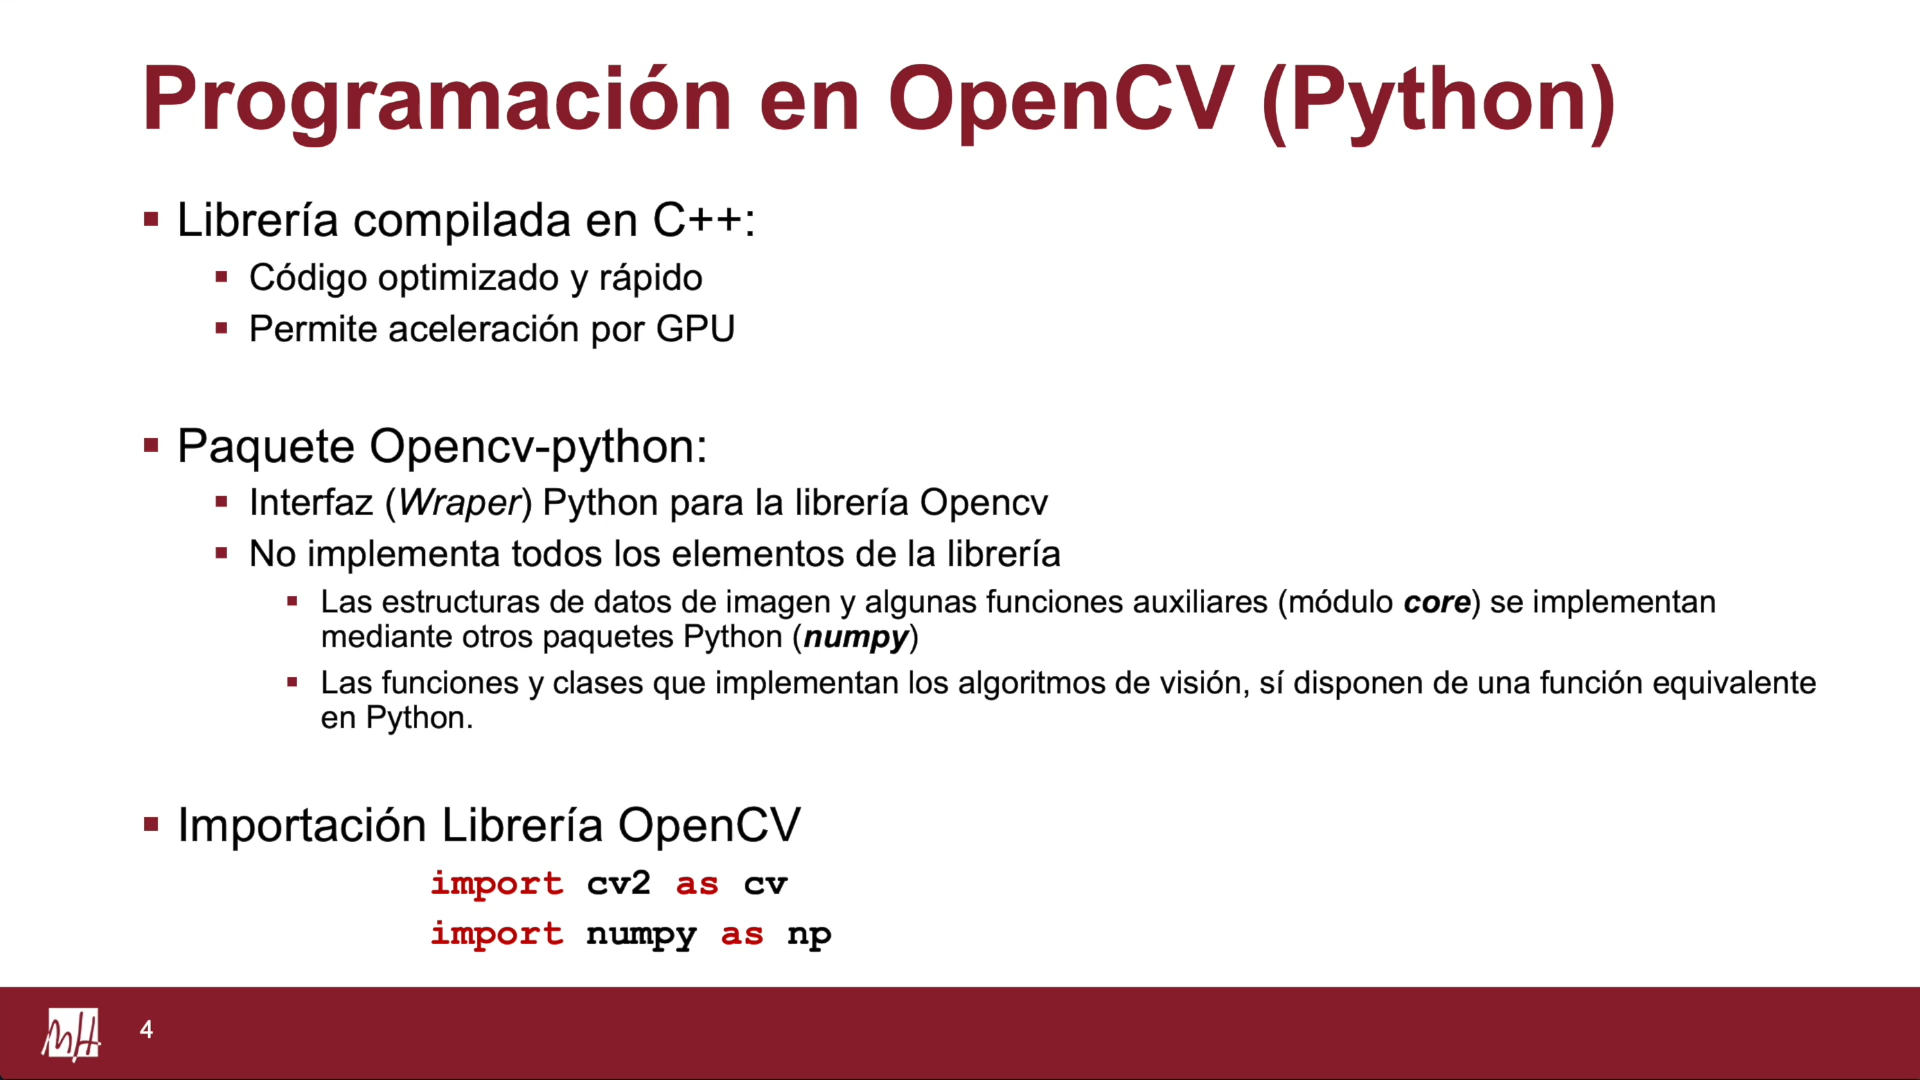 Programación en OpenCV (Python)
Librería compilada en C++:
Código optimizado y rápido
Permite aceleración por GPU
Paquete Opencv-python:
Interfaz (Wraper) Python para la librería Opencv
No implementa todos los elementos de la librería
Las estructuras de datos de imagen y algunas funciones auxiliares (módulo core) se implementan
mediante otros paquetes Python (numpy)
Las funciones y clases que implementan los algoritmos de visión, sí disponen de una función equivalente
en Python.
Importación Librería OpenCV
import cv2 as cv
import numpy as np
MH
4